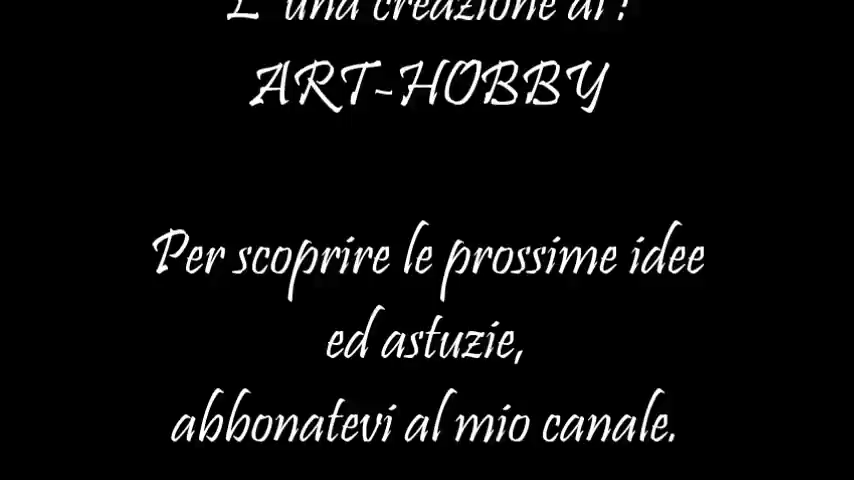 E' una creazione di :
ART-HOBBY
Per scoprire le prossime idee
ed astuzie,
abbonatevi al mio canale.